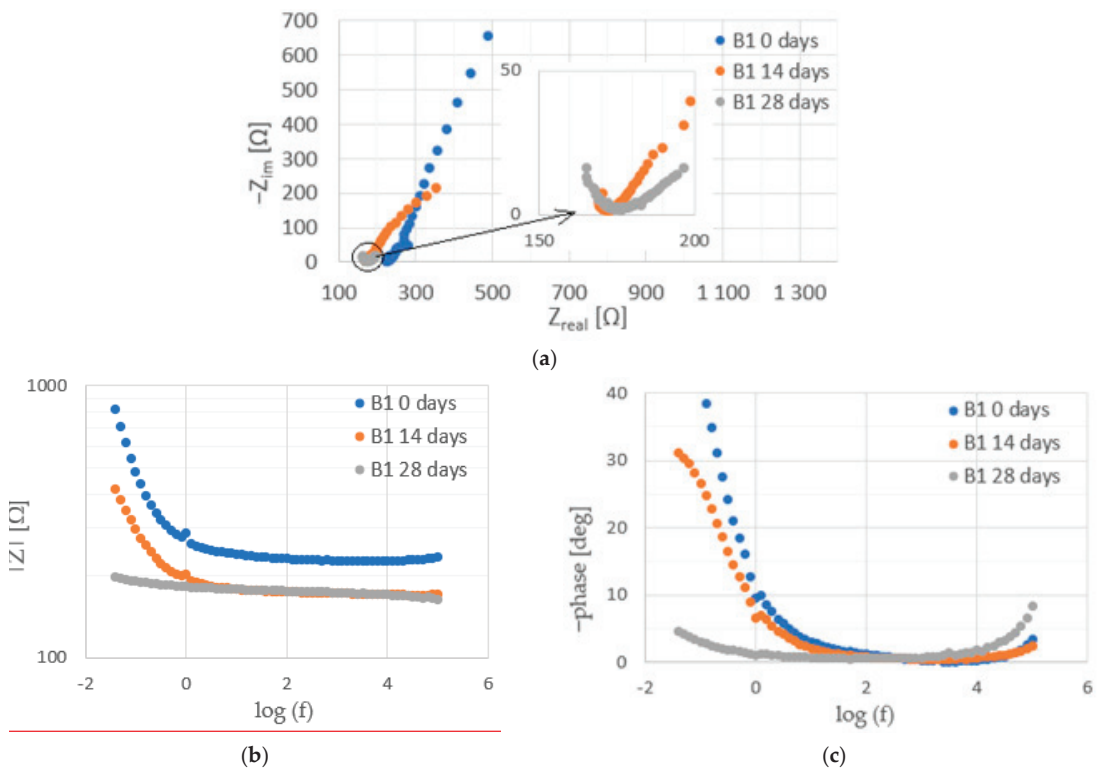 700
600
500
400
300
200
100
0
−Z_im [Ω]
B1 0 days
B1 14 days
B1 28 days
50
0
150 200
100 300 500 700 900 1 100 1 300
Z_real [Ω]
(a)
1000
100
|Z| [Ω]
B1 0 days
B1 14 days
B1 28 days
-2 0 2 4 6
log (f)
(b)
40
30
20
10
0
−phase [deg]
B1 0 days
B1 14 days
B1 28 days
-2 0 2 4 6
log (f)
(c)